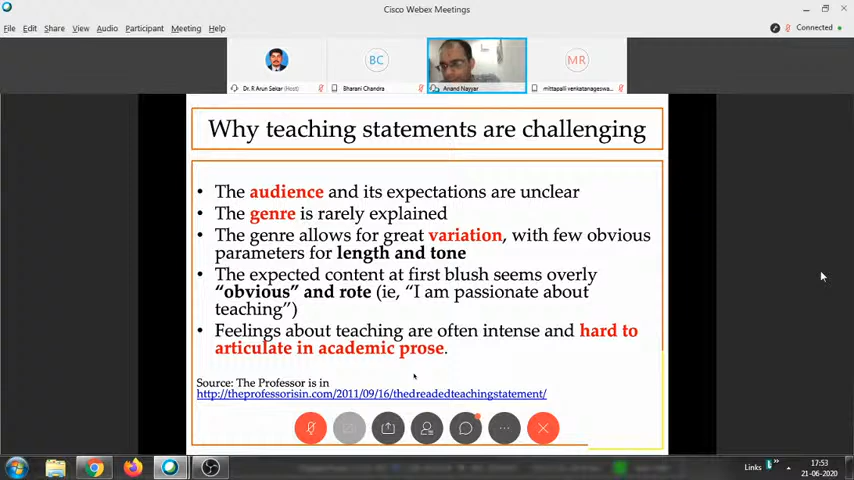 Cisco Webex Meetings
File Edit Share View Audio Participant Meeting Help
Connected
BC
MR
Dr. R Arun Sekar (Host)
Bharani Chandra
Anand Nayyar
mittapalli venkatanageswa...
Why teaching statements are challenging
• The audience and its expectations are unclear
• The genre is rarely explained
• The genre allows for great variation, with few obvious
parameters for length and tone
• The expected content at first blush seems overly
“obvious” and rote (ie, “I am passionate about
teaching”)
• Feelings about teaching are often intense and hard to
articulate in academic prose.
Source: The Professor is in
http://theprofessorisin.com/2011/09/16/thedreadedteachingstatement/
Links
17:53
21-06-2020